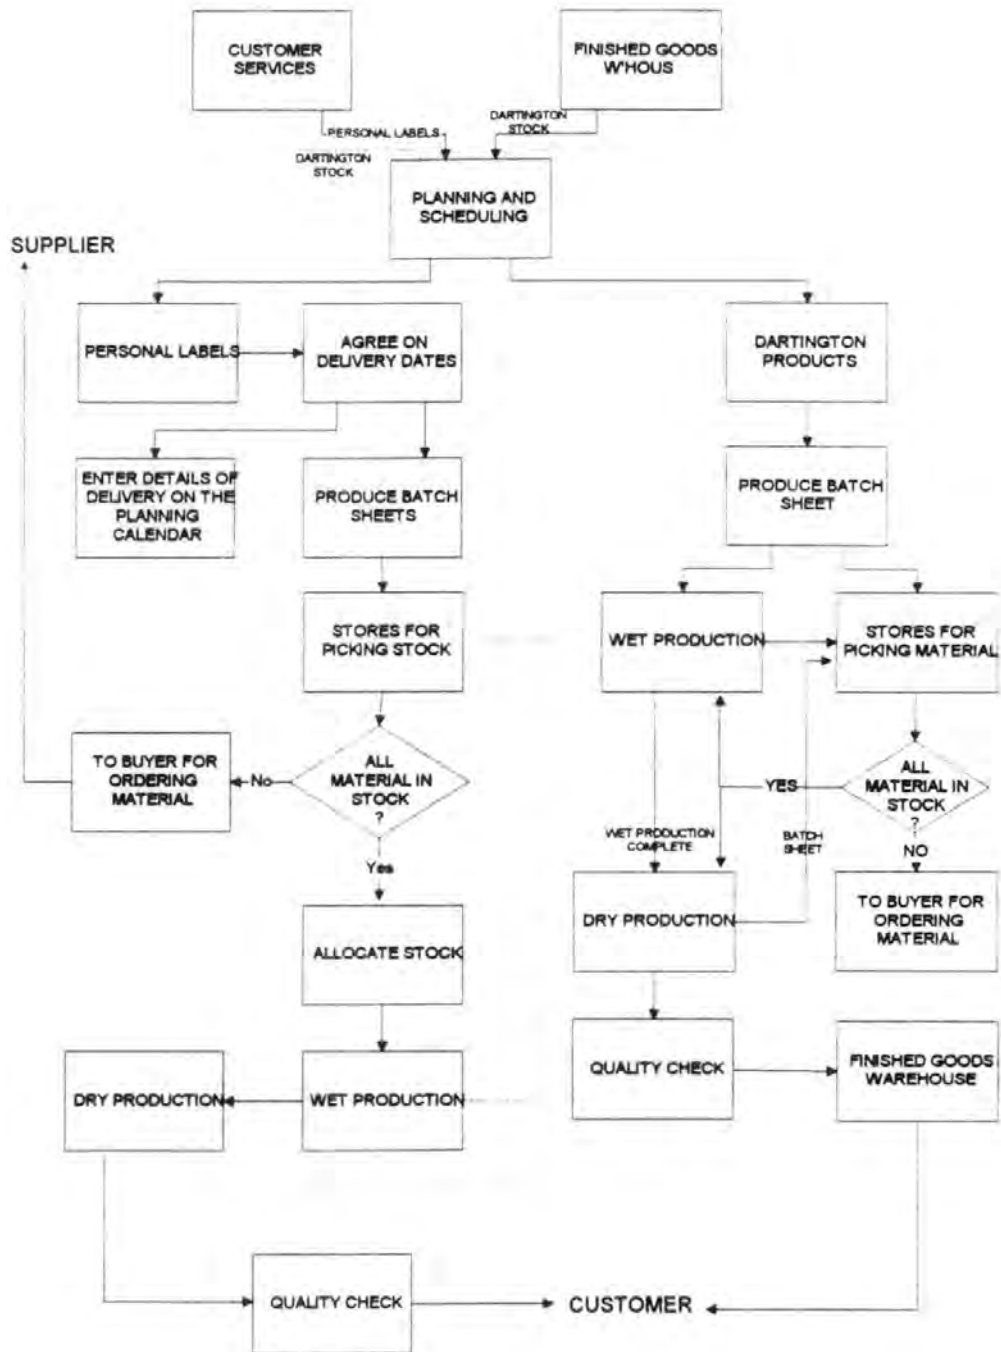 CUSTOMER
SERVICES
FINISHED GOODS
W'HOUS
PERSONAL LABELS
DARTINGTON
STOCK
DARTINGTON
STOCK
PLANNING AND
SCHEDULING
SUPPLIER
PERSONAL LABELS
AGREE ON
DELIVERY DATES
DARTINGTON
PRODUCTS
ENTER DETAILS OF
DELIVERY ON THE
PLANNING
CALENDAR
PRODUCE BATCH
SHEETS
PRODUCE BATCH
SHEET
STORES FOR
PICKING STOCK
WET PRODUCTION
STORES FOR
PICKING MATERIAL
TO BUYER FOR
ORDERING
MATERIAL
No
ALL
MATERIAL IN
STOCK
?
YES
ALL
MATERIAL IN
STOCK
?
WET PRODUCTION
COMPLETE
BATCH
SHEET
NO
Yes
ALLOCATE STOCK
DRY PRODUCTION
TO BUYER FOR
ORDERING
MATERIAL
DRY PRODUCTION
WET PRODUCTION
QUALITY CHECK
FINISHED GOODS
WAREHOUSE
QUALITY CHECK
CUSTOMER